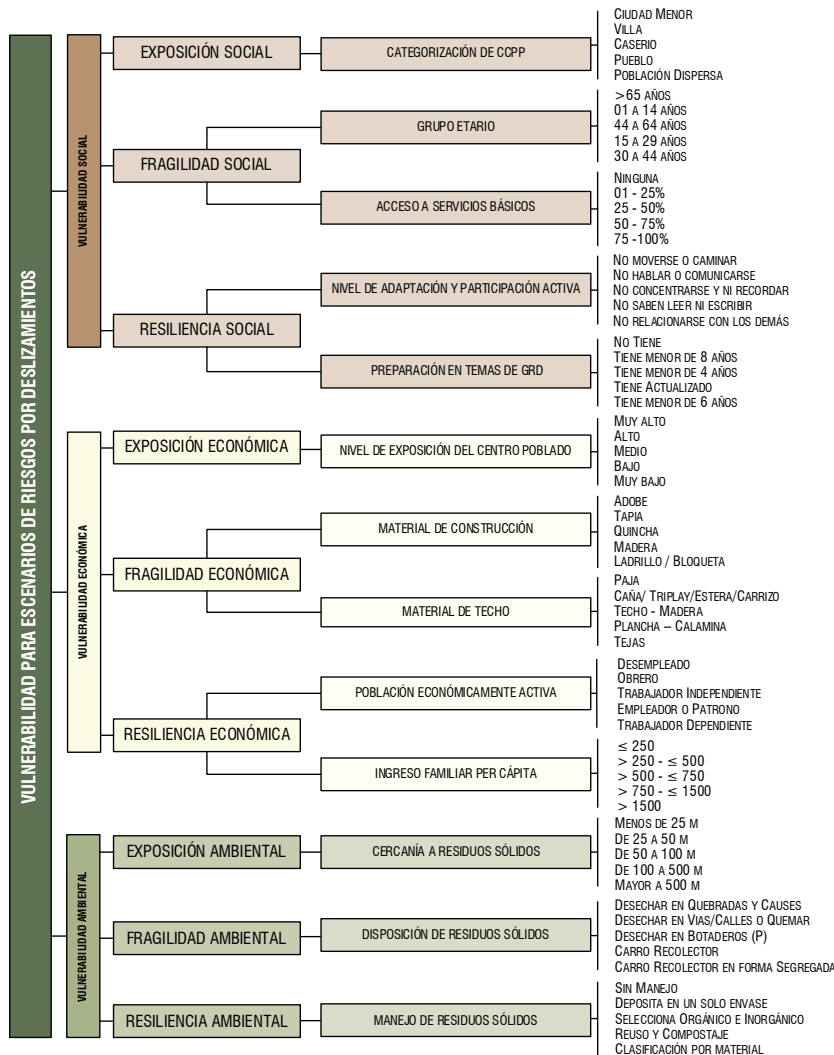 VULNERABILIDAD PARA ESCENARIOS DE RIESGOS POR DESLIZAMIENTOS
VULNERABILIDAD SOCIAL
EXPOSICIÓN SOCIAL
CATEGORIZACIÓN DE CCPP
CIUDAD MENOR
VILLA
CASERIO
PUEBLO
POBLACIÓN DISPERSA
FRAGILIDAD SOCIAL
GRUPO ETARIO
>65 AÑOS
01 A 14 AÑOS
44 A 64 AÑOS
15 A 29 AÑOS
30 A 44 AÑOS
ACCESO A SERVICIOS BÁSICOS
NINGUNA
01 - 25%
25 - 50%
50 - 75%
75 -100%
RESILIENCIA SOCIAL
NIVEL DE ADAPTACIÓN Y PARTICIPACIÓN ACTIVA
NO MOVERSE O CAMINAR
NO HABLAR O COMUNICARSE
NO CONCENTRARSE Y NI RECORDAR
NO SABEN LEER NI ESCRIBIR
NO RELACIONARSE CON LOS DEMÁS
PREPARACIÓN EN TEMAS DE GRD
NO TIENE
TIENE MENOR DE 8 AÑOS
TIENE MENOR DE 4 AÑOS
TIENE ACTUALIZADO
TIENE MENOR DE 6 AÑOS
VULNERABILIDAD ECONÓMICA
EXPOSICIÓN ECONÓMICA
NIVEL DE EXPOSICIÓN DEL CENTRO POBLADO
MUY ALTO
ALTO
MEDIO
BAJO
MUY BAJO
FRAGILIDAD ECONÓMICA
MATERIAL DE CONSTRUCCIÓN
ADOBE
TAPIA
QUINCHA
MADERA
LADRILLO / BLOQUETA
MATERIAL DE TECHO
PAJA
CAÑA/ TRIPLAY/ESTERA/CARRIZO
TECHO - MADERA
PLANCHA – CALAMINA
TEJAS
RESILIENCIA ECONÓMICA
POBLACIÓN ECONÓMICAMENTE ACTIVA
DESEMPLEADO
OBRERO
TRABAJADOR INDEPENDIENTE
EMPLEADOR O PATRONO
TRABAJADOR DEPENDIENTE
INGRESO FAMILIAR PER CÁPITA
≤ 250
> 250 - ≤ 500
> 500 - ≤ 750
> 750 - ≤ 1500
> 1500
VULNERABILIDAD AMBIENTAL
EXPOSICIÓN AMBIENTAL
CERCANÍA A RESIDUOS SÓLIDOS
MENOS DE 25 M
DE 25 A 50 M
DE 50 A 100 M
DE 100 A 500 M
MAYOR A 500 M
FRAGILIDAD AMBIENTAL
DISPOSICIÓN DE RESIDUOS SÓLIDOS
DESECHAR EN QUEBRADAS Y CAUSES
DESECHAR EN VIAS/CALLES O QUEMAR
DESECHAR EN BOTADEROS (P)
CARRO RECOLECTOR
CARRO RECOLECTOR EN FORMA SEGREGADA
RESILIENCIA AMBIENTAL
MANEJO DE RESIDUOS SÓLIDOS
SIN MANEJO
DEPOSITA EN UN SOLO ENVASE
SELECCIONA ORGÁNICO E INORGÁNICO
REUSO Y COMPOSTAJE
CLASIFICACIÓN POR MATERIAL